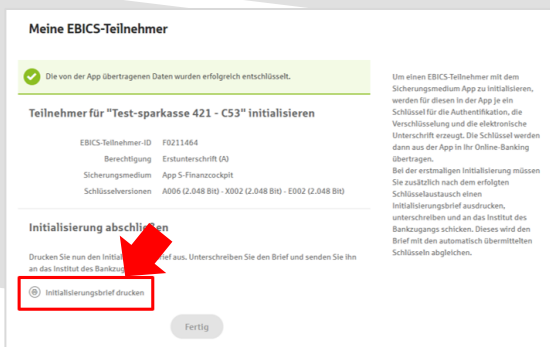 Meine EBICS-Teilnehmer
Die von der App übertragenen Daten wurden erfolgreich entschlüsselt.
Teilnehmer für "Test-sparkasse 421 - C53" initialisieren
EBICS-Teilnehmer-ID F0211464
Berechtigung Erstunterschrift (A)
Sicherungsmedium App S-Finanzcockpit
Schlüsselversionen A006 (2.048 Bit) - X002 (2.048 Bit) - E002 (2.048 Bit)
Initialisierung abschließen
Drucken Sie nun den aus. Unterschreiben Sie den Brief und senden Sie ihn
an das Institut des
Initialisierungsbrief drucken
Fertig
Um einen EBICS-Teilnehmer mit dem
Sicherungsmedium App zu initialisieren,
werden für diesen in der App je ein
Schlüssel für die Authentifikation, die
Verschlüsselung und die elektronische
Unterschrift erzeugt. Die Schlüssel werden
dann aus der App in Ihr Online-Banking
übertragen.
Bei der erstmaligen Initialisierung müssen
Sie zusätzlich nach dem erfolgten
Schlüsselaustausch einen
Initialisierungsbrief ausdrucken,
unterschreiben und an das Institut des
Bankzugangs schicken. Dieses wird den
Brief mit den automatisch übermittelten
Schlüsseln abgleichen.